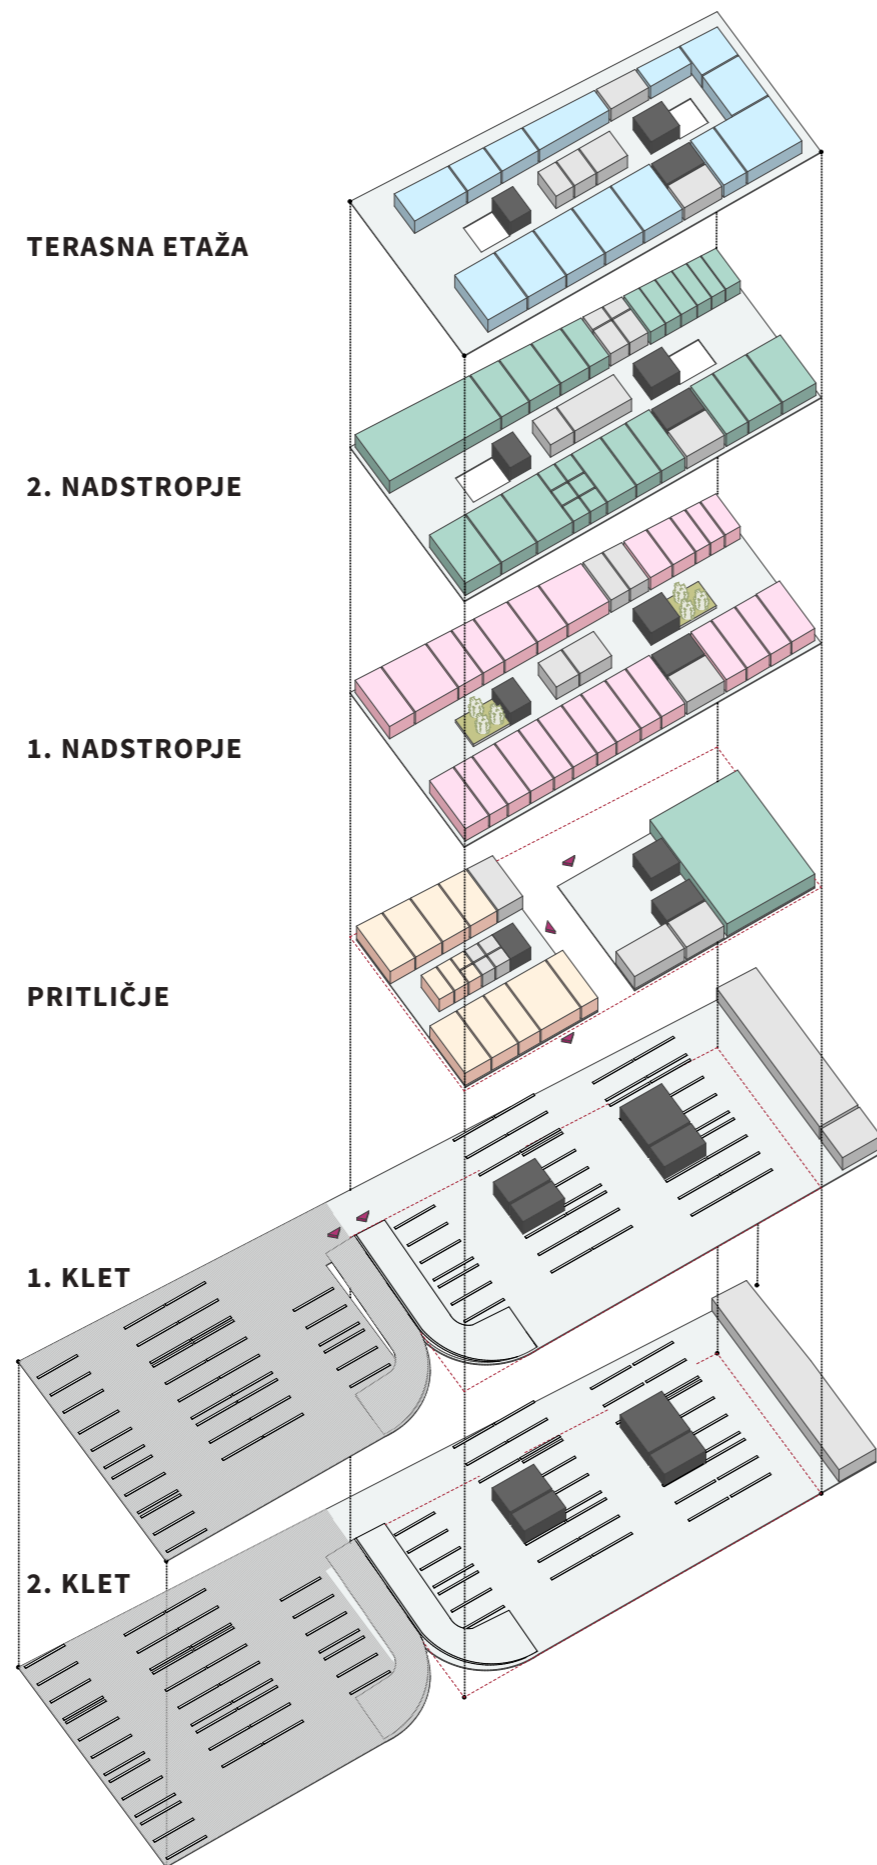 TERASNA ETAŽA
2. NADSTROPJE
1. NADSTROPJE
PRITLIČJE
1. KLET
2. KLET